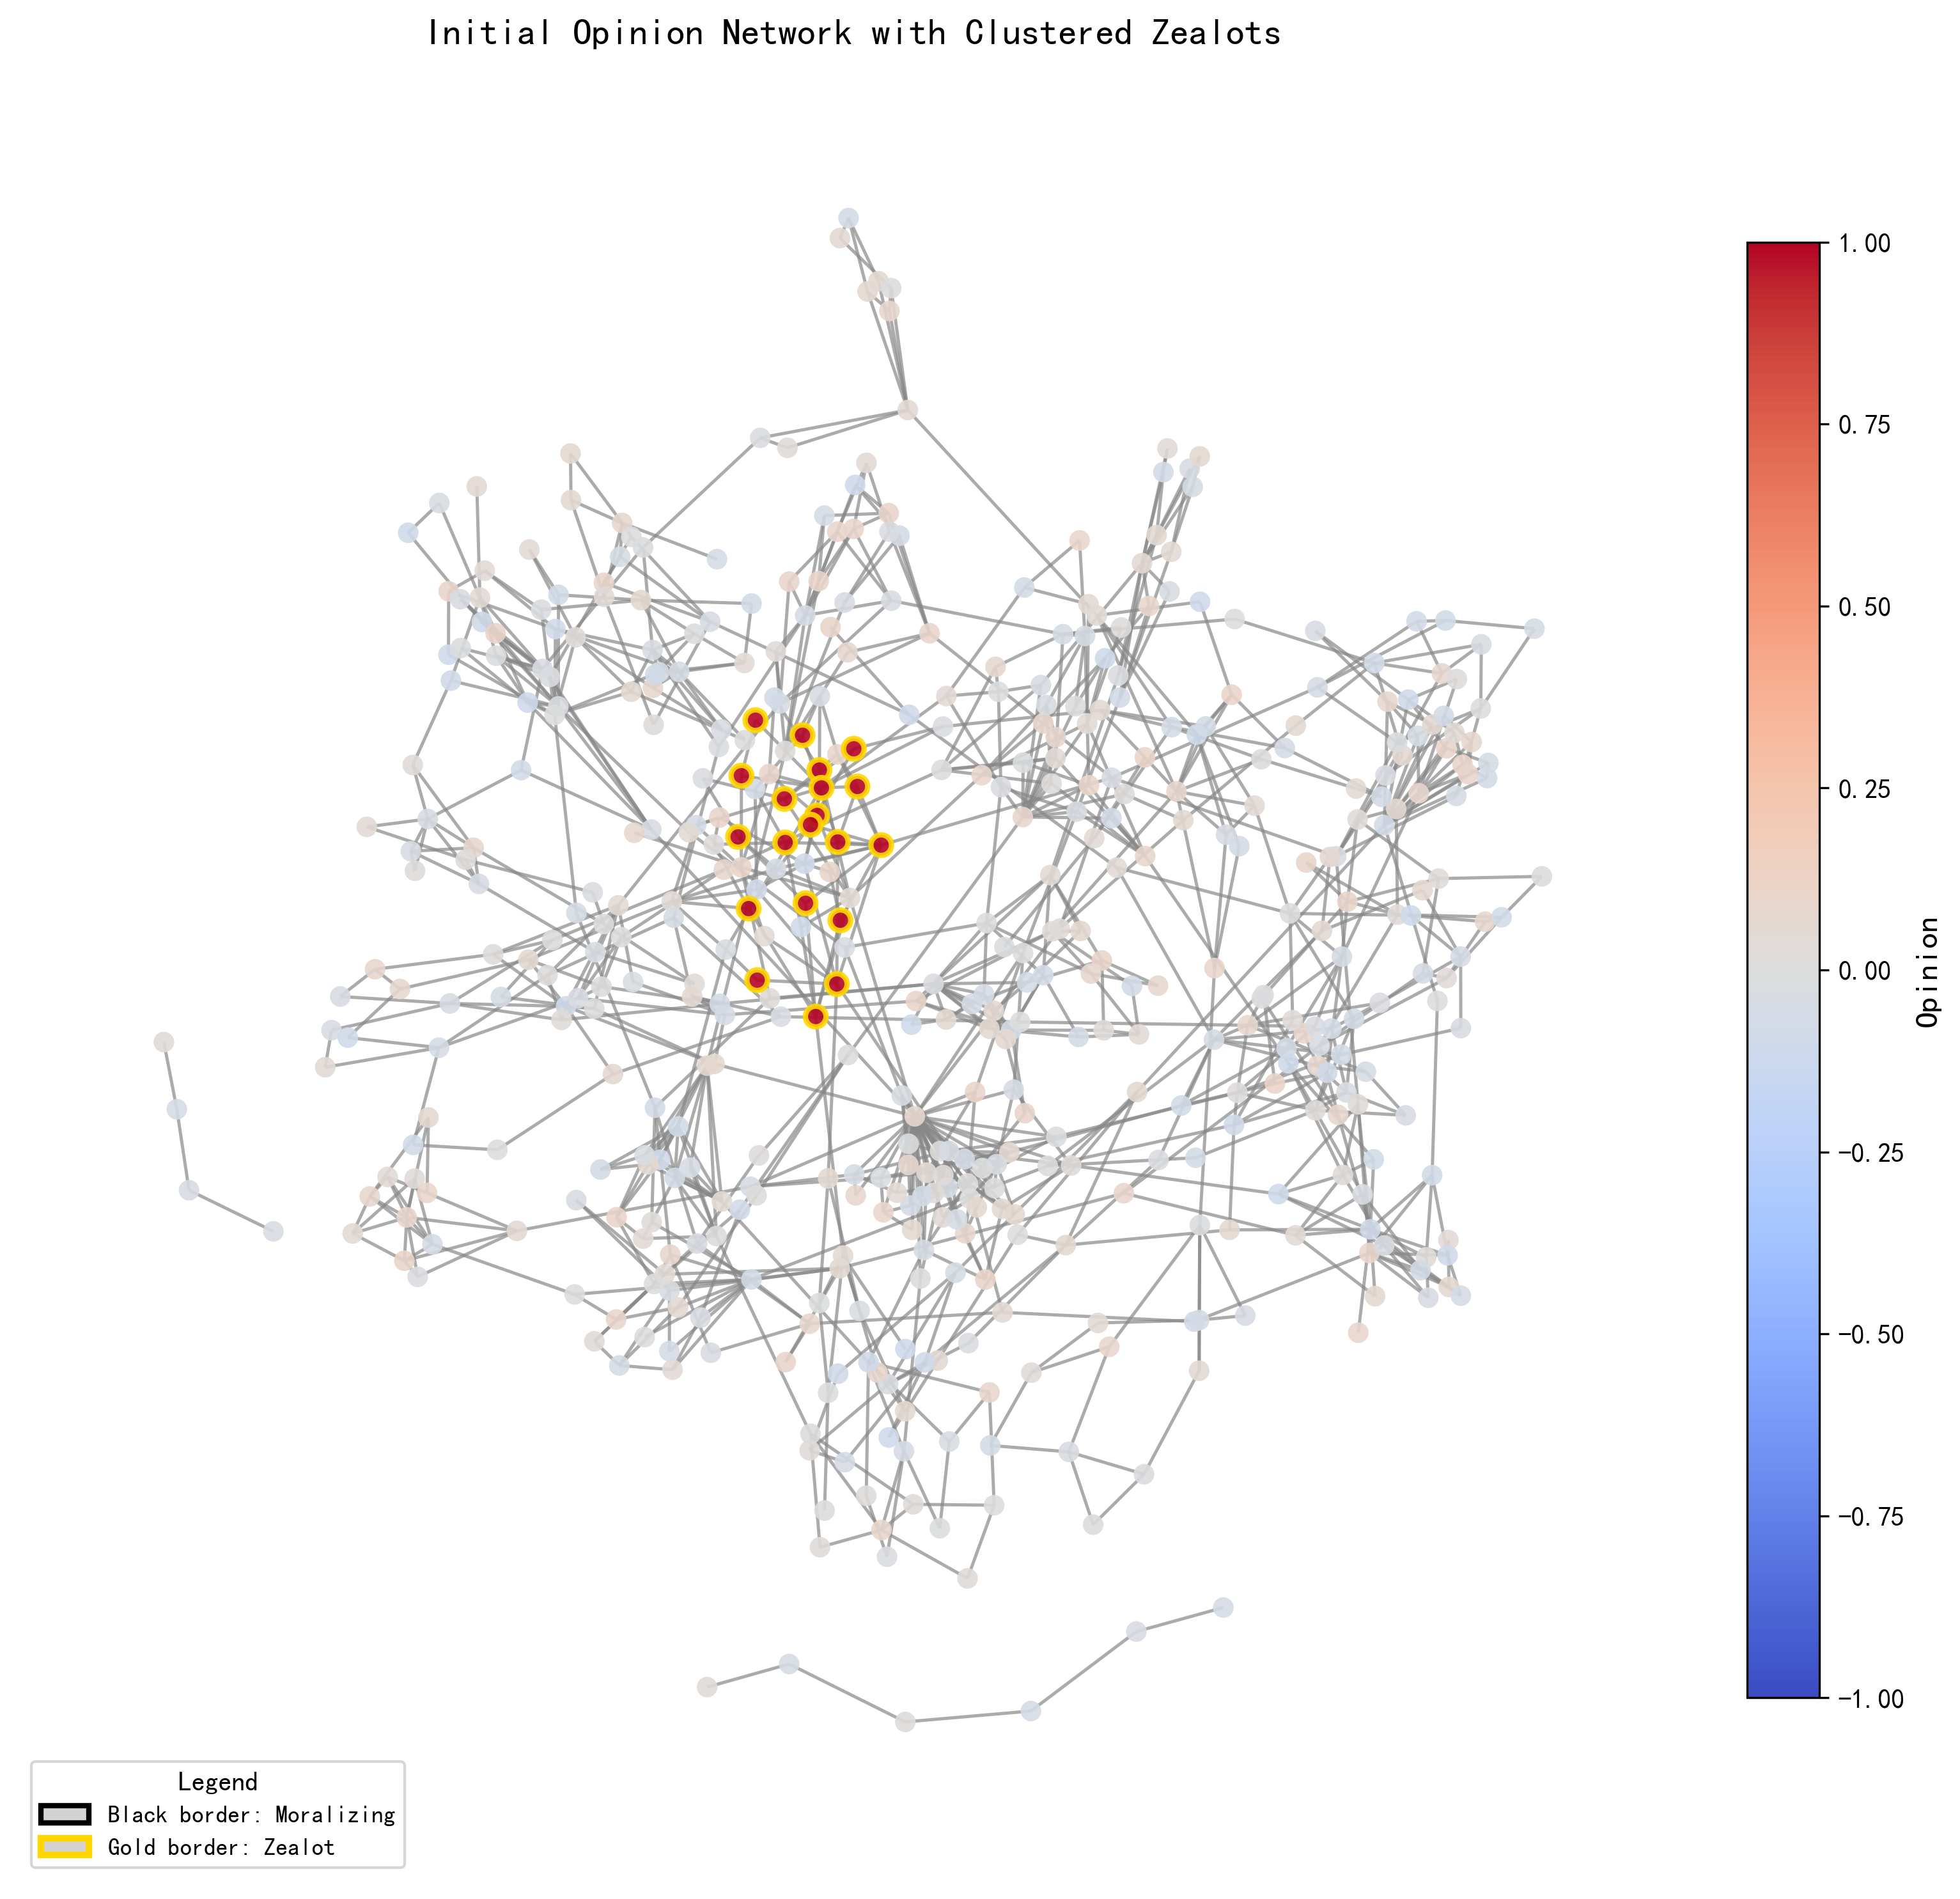 Initial Opinion Network with Clustered Zealots
1.00
0.75
0.50
0.25
0.00
−0.25
−0.50
−0.75
−1.00
Opinion
Legend
Black border: Moralizing
Gold border: Zealot